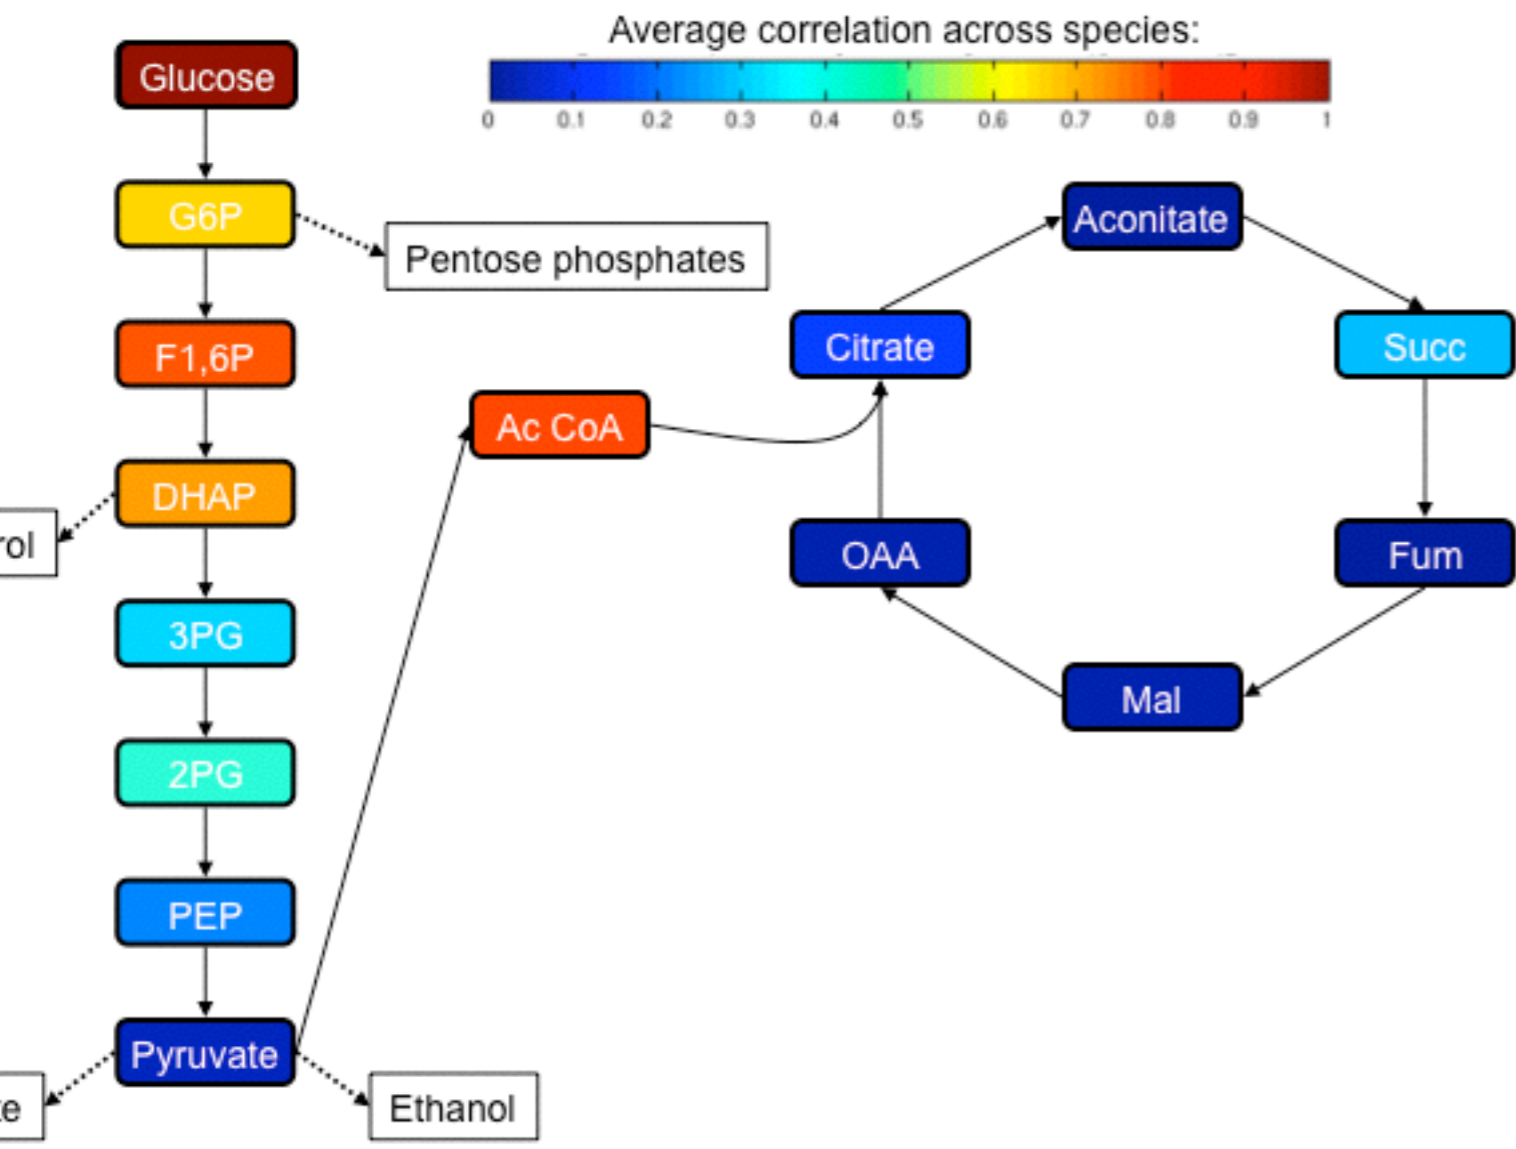 Average correlation across species:
0 0.1 0.2 0.3 0.4 0.5 0.6 0.7 0.8 0.9 1
Glucose
G6P
Pentose phosphates
F1,6P
DHAP
rol
3PG
2PG
PEP
Pyruvate
te
Ethanol
Ac CoA
Citrate
Aconitate
Succ
Fum
Mal
OAA